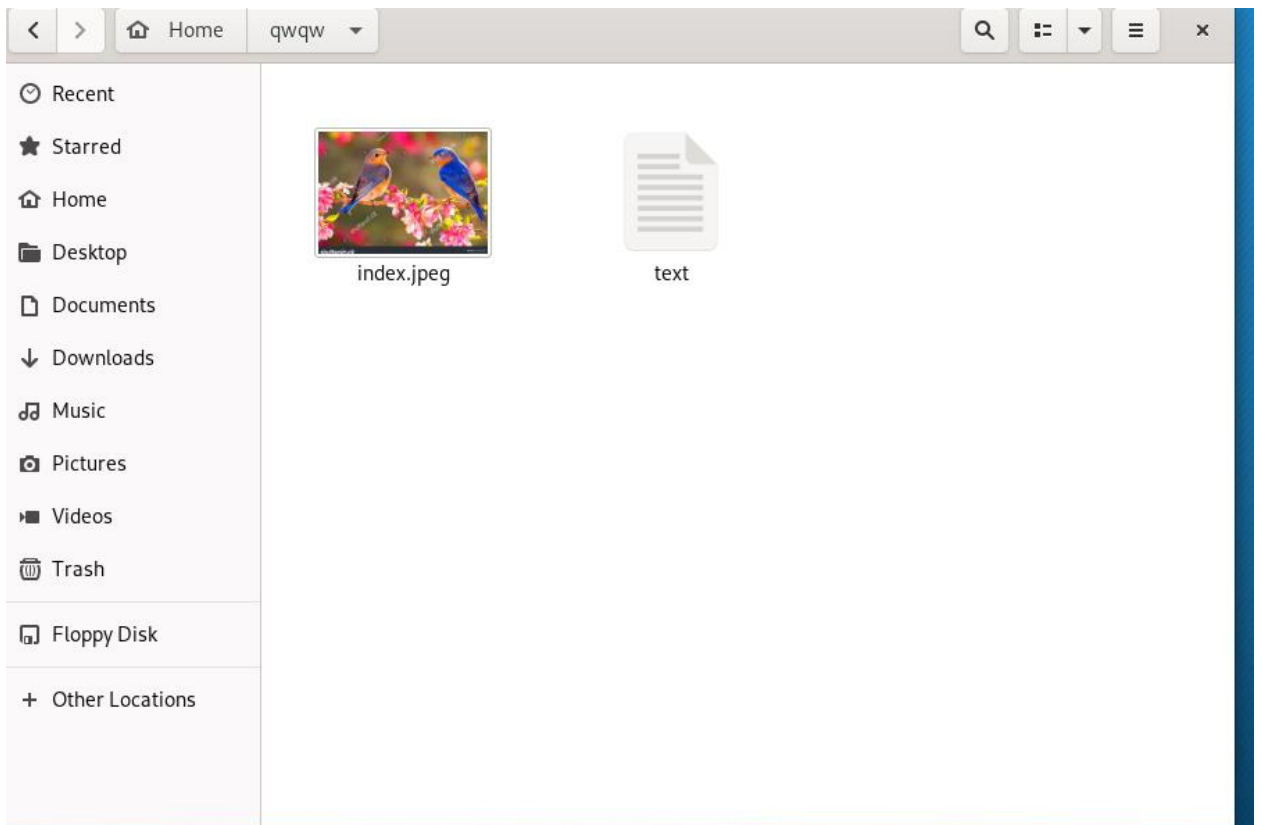 Home qwqw
Recent
Starred
Home
Desktop
Documents
Downloads
Music
Pictures
Videos
Trash
Floppy Disk
+ Other Locations
index.jpeg text